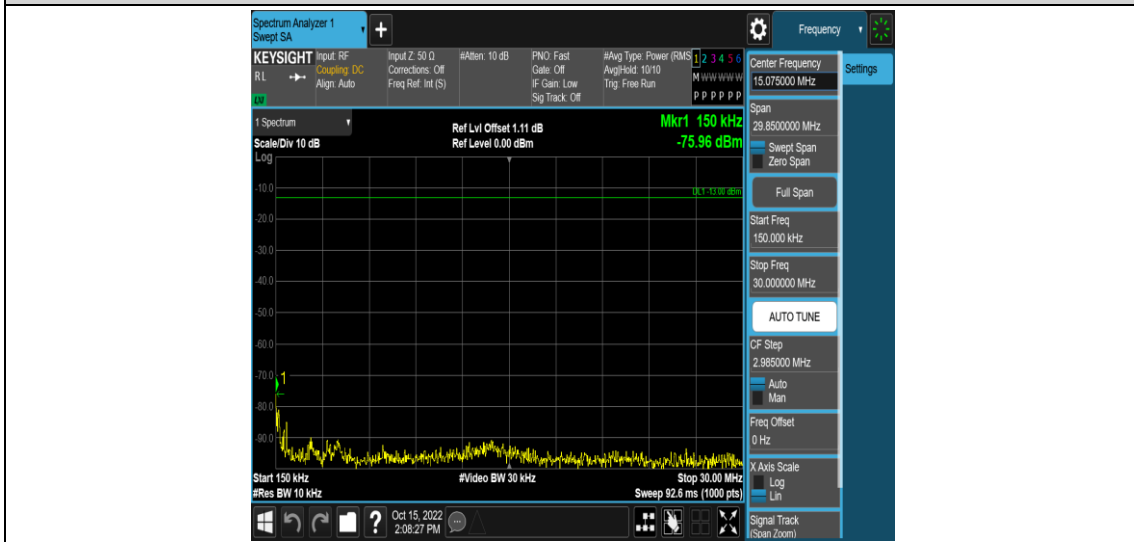 Spectrum Analyzer 1
Swept SA
Frequency
KEYSIGHT
RL
Input: RF
Coupling: DC
Align: Auto
Input Z: 50 Ω
Corrections: Off
Freq Ref: Int (S)
#Atten: 10 dB
PNO: Fast
Gate: Off
IF Gain: Low
Sig Track: Off
#Avg Type: Power (RMS
Avg|Hold: 10/10
Trig: Free Run
1 2 3 4 5 6
M W W W W W
P P P P P P
1 Spectrum
Scale/Div 10 dB
Log
Ref Lvl Offset 1.11 dB
Ref Level 0.00 dBm
Mkr1 150 kHz
-75.96 dBm
DL1 -13.00 dBm
-10.0
-20.0
-30.0
-40.0
-50.0
-60.0
-70.0
1
-80.0
-90.0
Start 150 kHz
#Res BW 10 kHz
#Video BW 30 kHz
Stop 30.00 MHz
Sweep 92.6 ms (1000 pts)
Oct 15, 2022
2:08:27 PM
Center Frequency
15.075000 MHz
Settings
Span
29.8500000 MHz
Swept Span
Zero Span
Full Span
Start Freq
150.000 kHz
Stop Freq
30.000000 MHz
AUTO TUNE
CF Step
2.985000 MHz
Auto
Man
Freq Offset
0 Hz
X Axis Scale
Log
Lin
Signal Track
(Span Zoom)